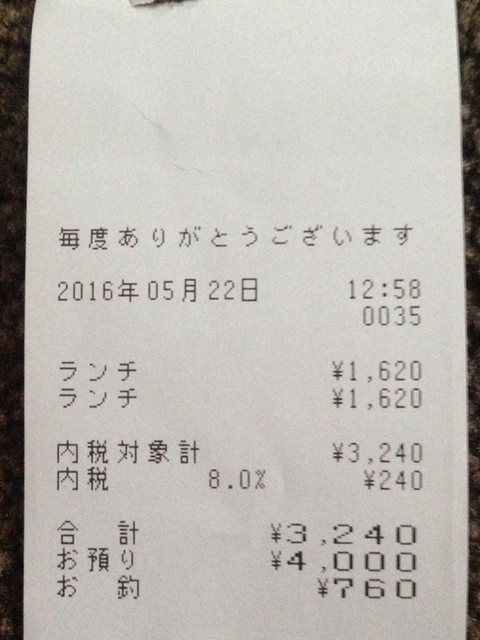 毎度ありがとうございます
2016年05月22日 12:58
0035
ランチ ¥1,620
ランチ ¥1,620
内税対象計 ¥3,240
内税 8.0% ¥240
合 計 ¥3,240
お預り ¥4,000
お 釣 ¥760